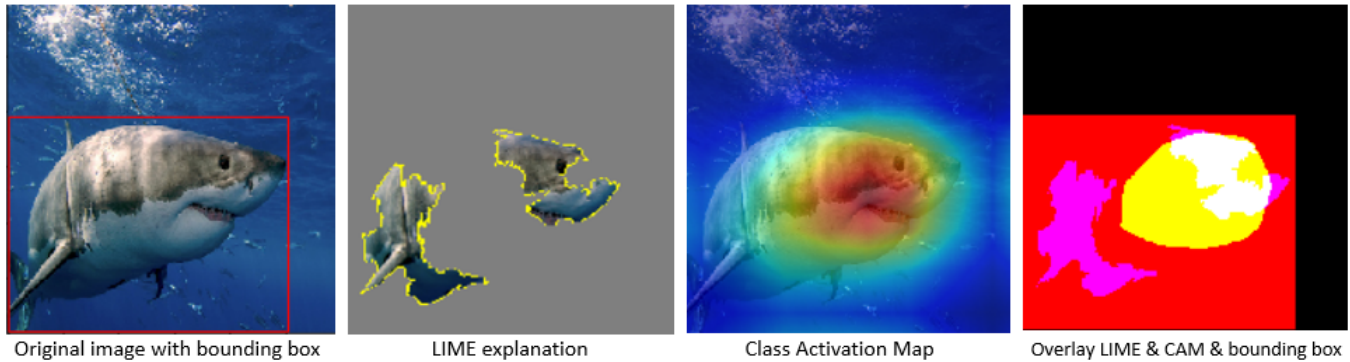 Original image with bounding box
LIME explanation
Class Activation Map
Overlay LIME & CAM & bounding box